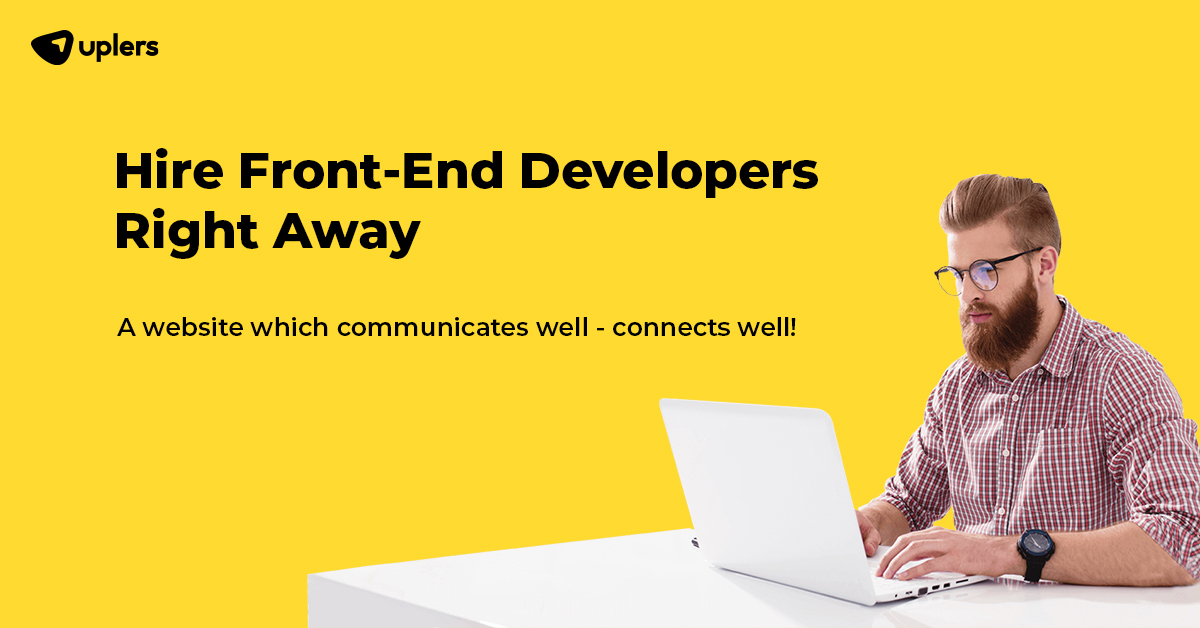 uplers
Hire Front-End Developers
Right Away
A website which communicates well - connects well!